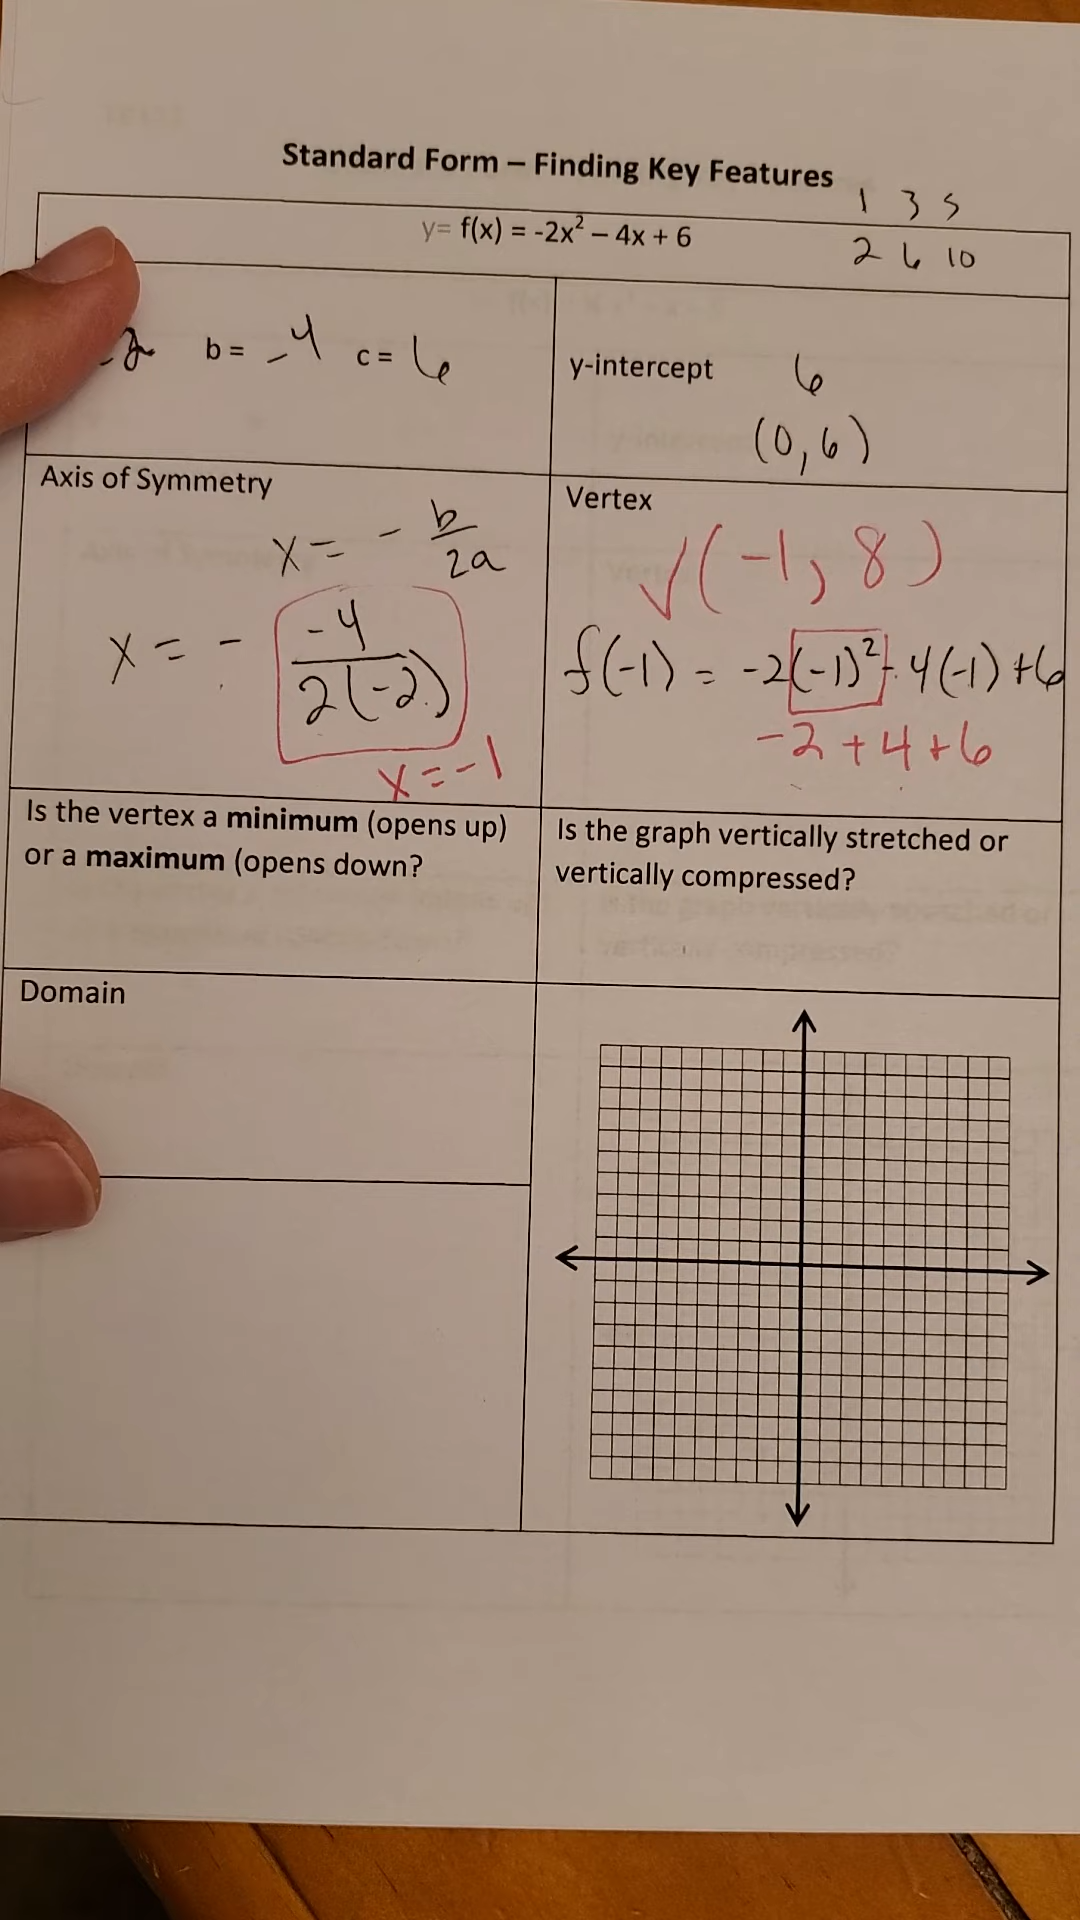 Standard Form – Finding Key Features
1 3 5
y= f(x) = -2x² – 4x + 6
2 6 10
-2 b = -4 c = 6
y-intercept 6
(0, 6)
Axis of Symmetry
x = - b/2a
x = - -4/2(-2)
x = -1
Vertex
V(-1, 8)
f(-1) = -2(-1)² - 4(-1) + 6
-2 + 4 + 6
Is the vertex a minimum (opens up)
or a maximum (opens down?
Is the graph vertically stretched or
vertically compressed?
Domain